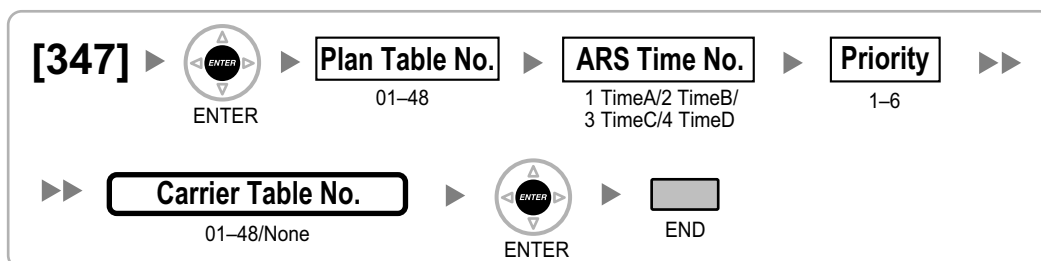 [347]
ENTER
ENTER
Plan Table No.
01–48
ARS Time No.
1 TimeA/2 TimeB/
3 TimeC/4 TimeD
Priority
1–6
Carrier Table No.
01–48/None
ENTER
ENTER
END